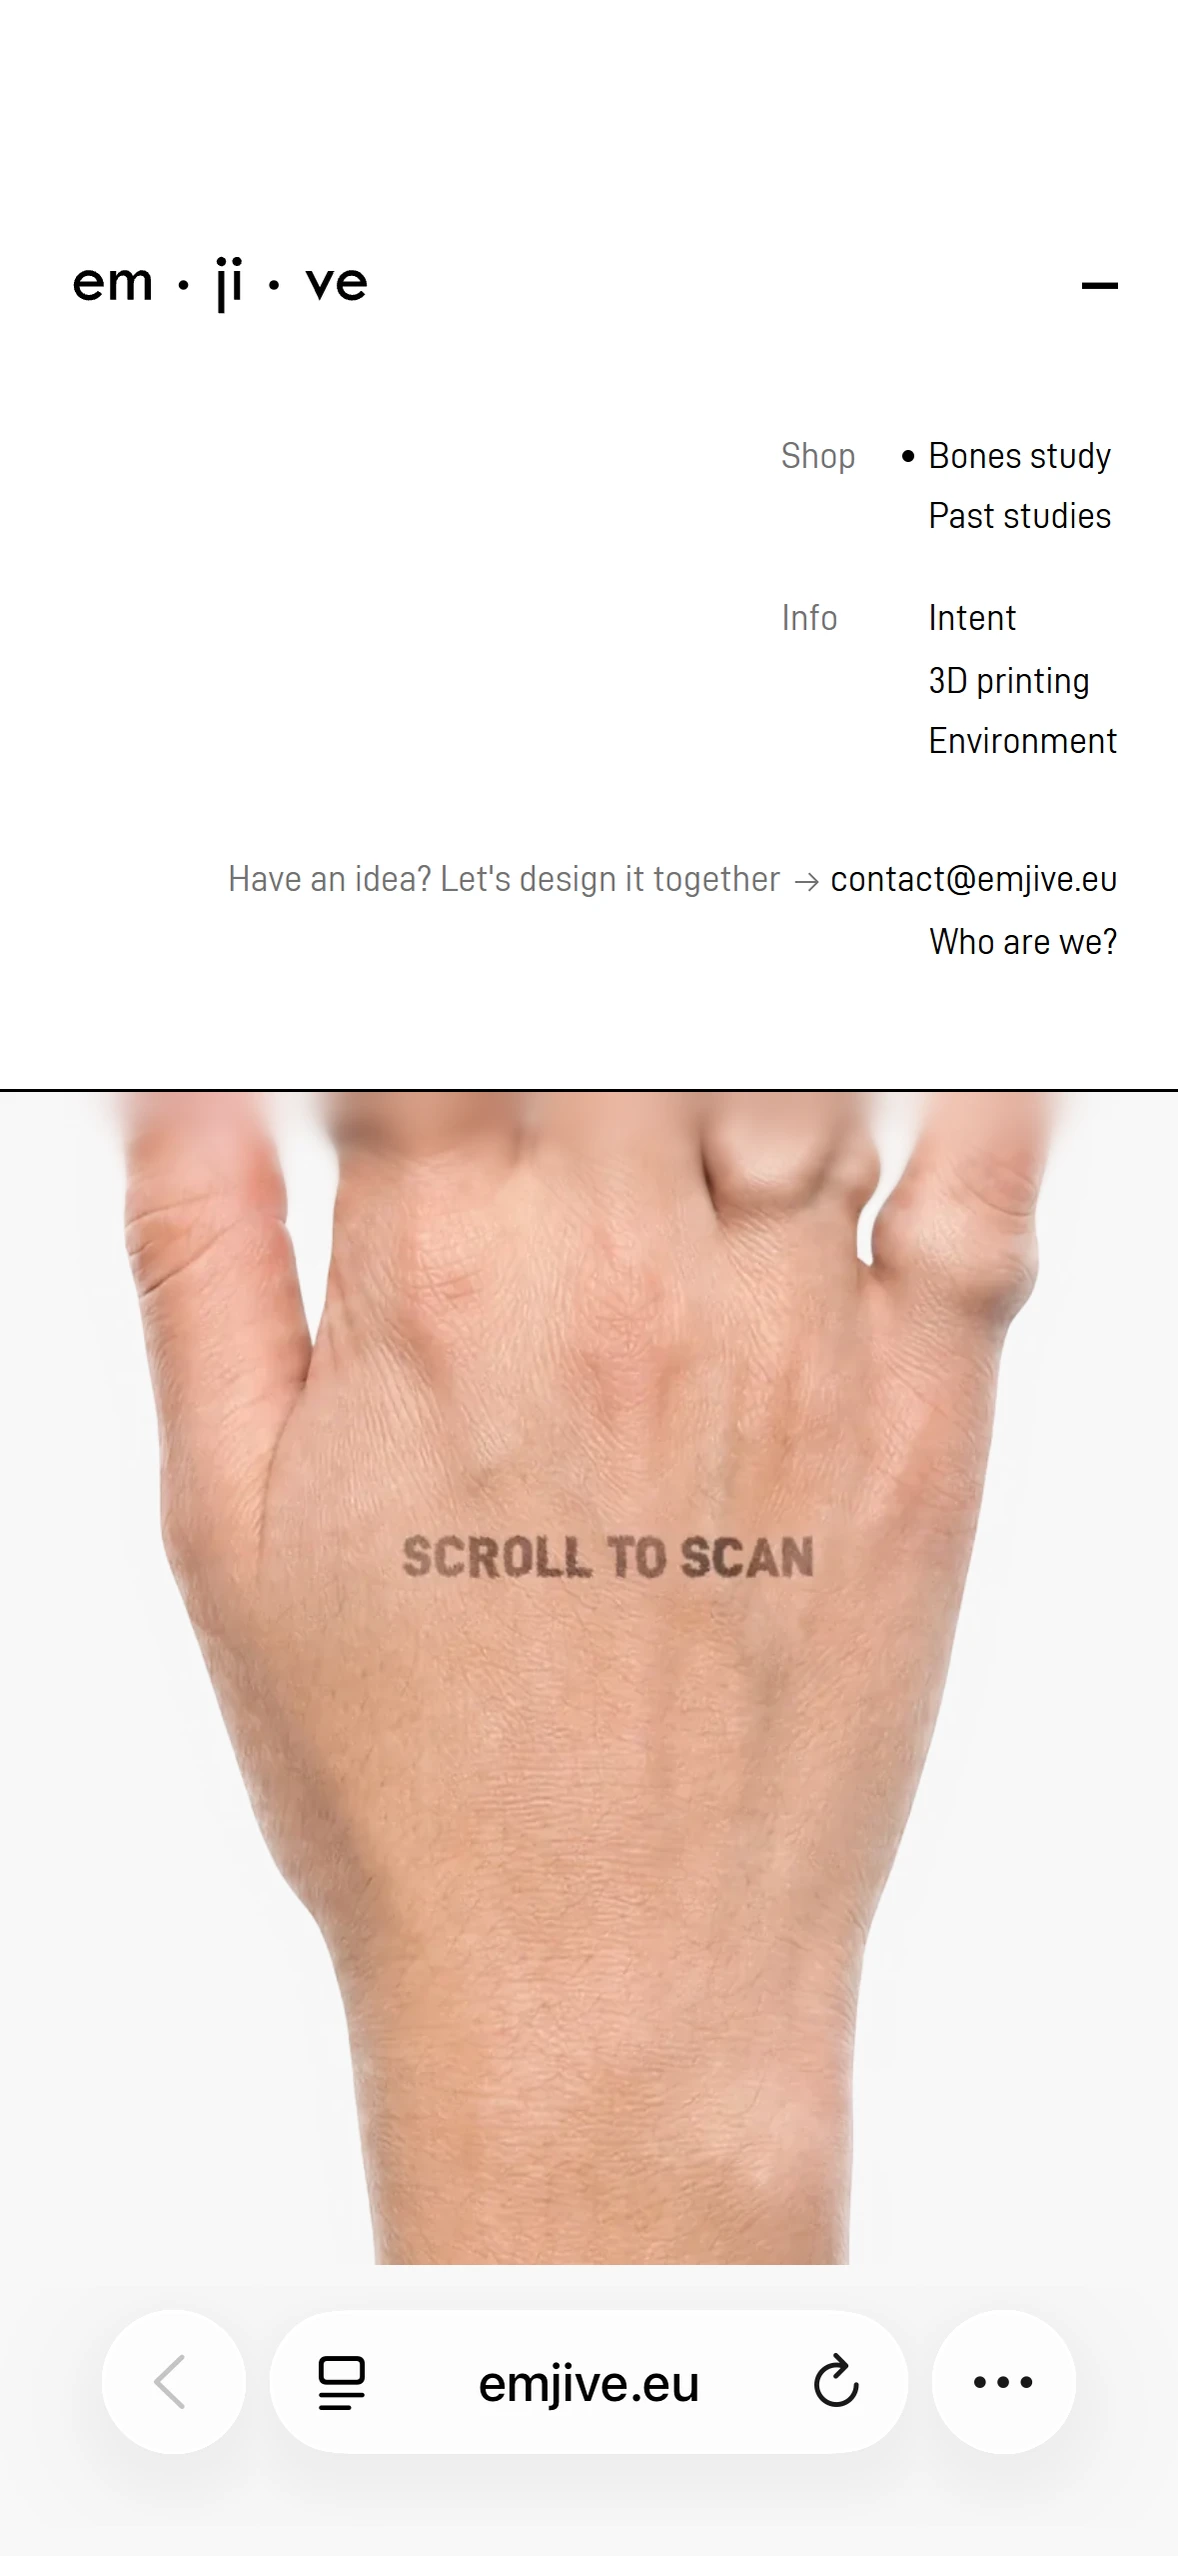 em · ji · ve
Shop • Bones study
Past studies
Info Intent
3D printing
Environment
Have an idea? Let's design it together → contact@emjive.eu
Who are we?
SCROLL TO SCAN
emjive.eu